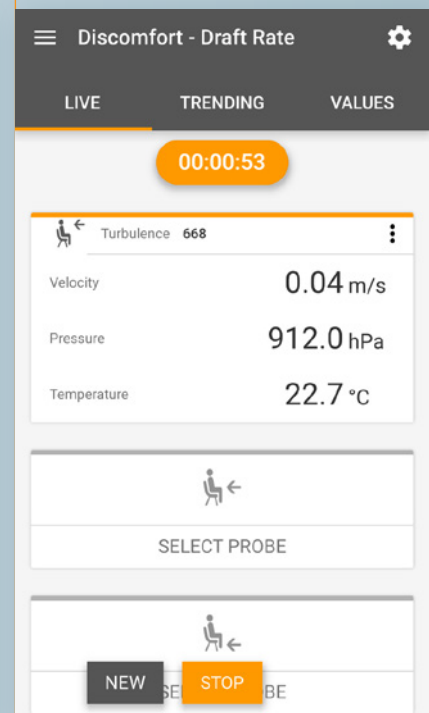 Discomfort - Draft Rate
LIVE TRENDING VALUES
00:00:53
Turbulence 668
Velocity 0.04 m/s
Pressure 912.0 hPa
Temperature 22.7 °C
SELECT PROBE
NEW STOP